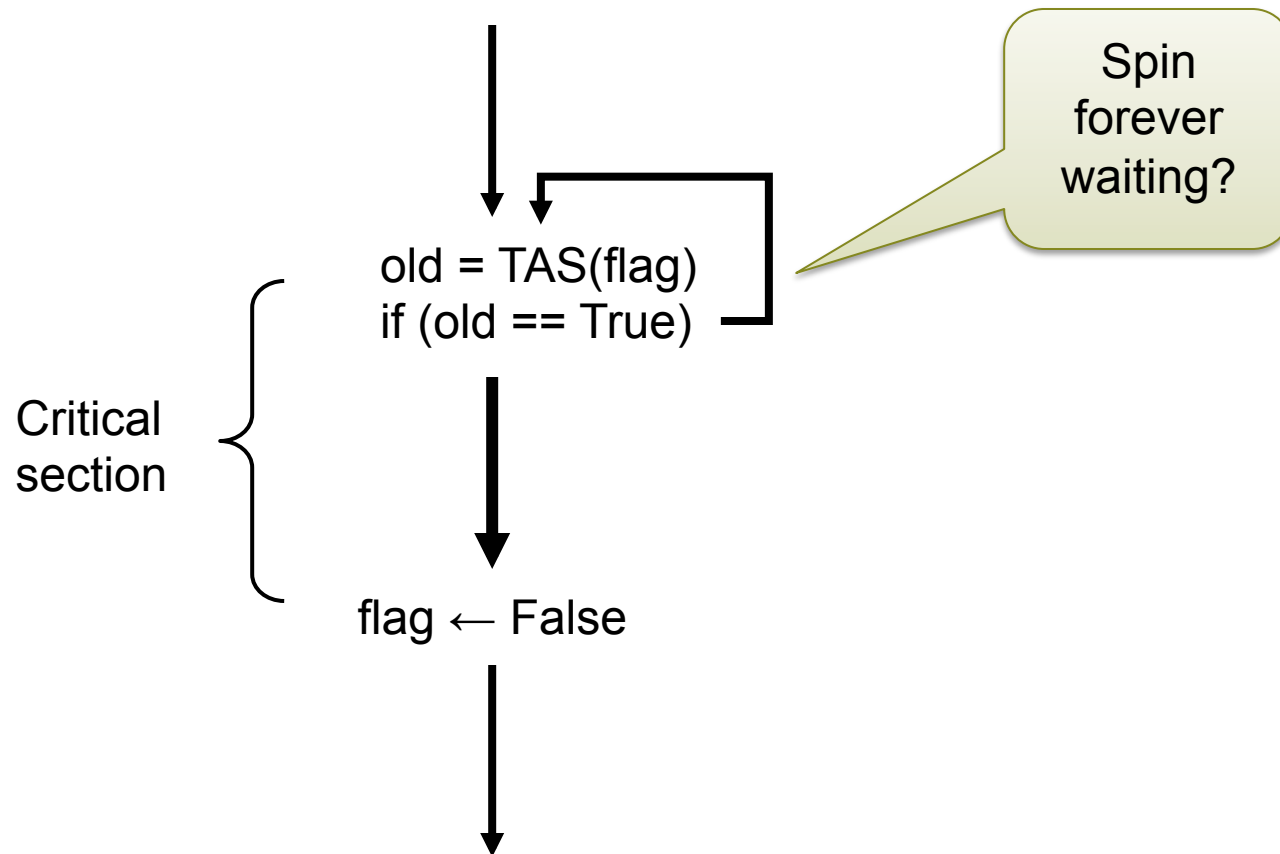 Spin
forever
waiting?
old = TAS(flag)
if (old == True)
Critical
section
flag ← False